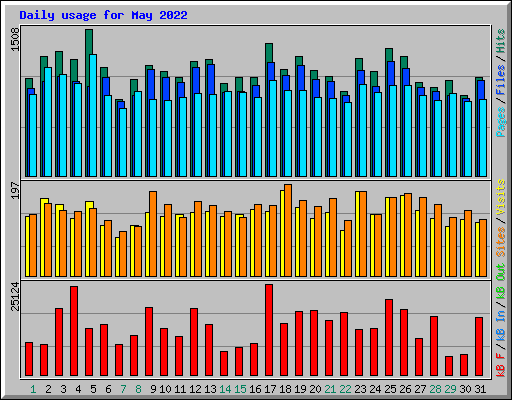 Daily usage for May 2022
1508
Pages / Files / Hits
197
Sites / Visits
25124
kB F / kB In / kB Out
1 2 3 4 5 6 7 8 9 10 11 12 13 14 15 16 17 18 19 20 21 22 23 24 25 26 27 28 29 30 31